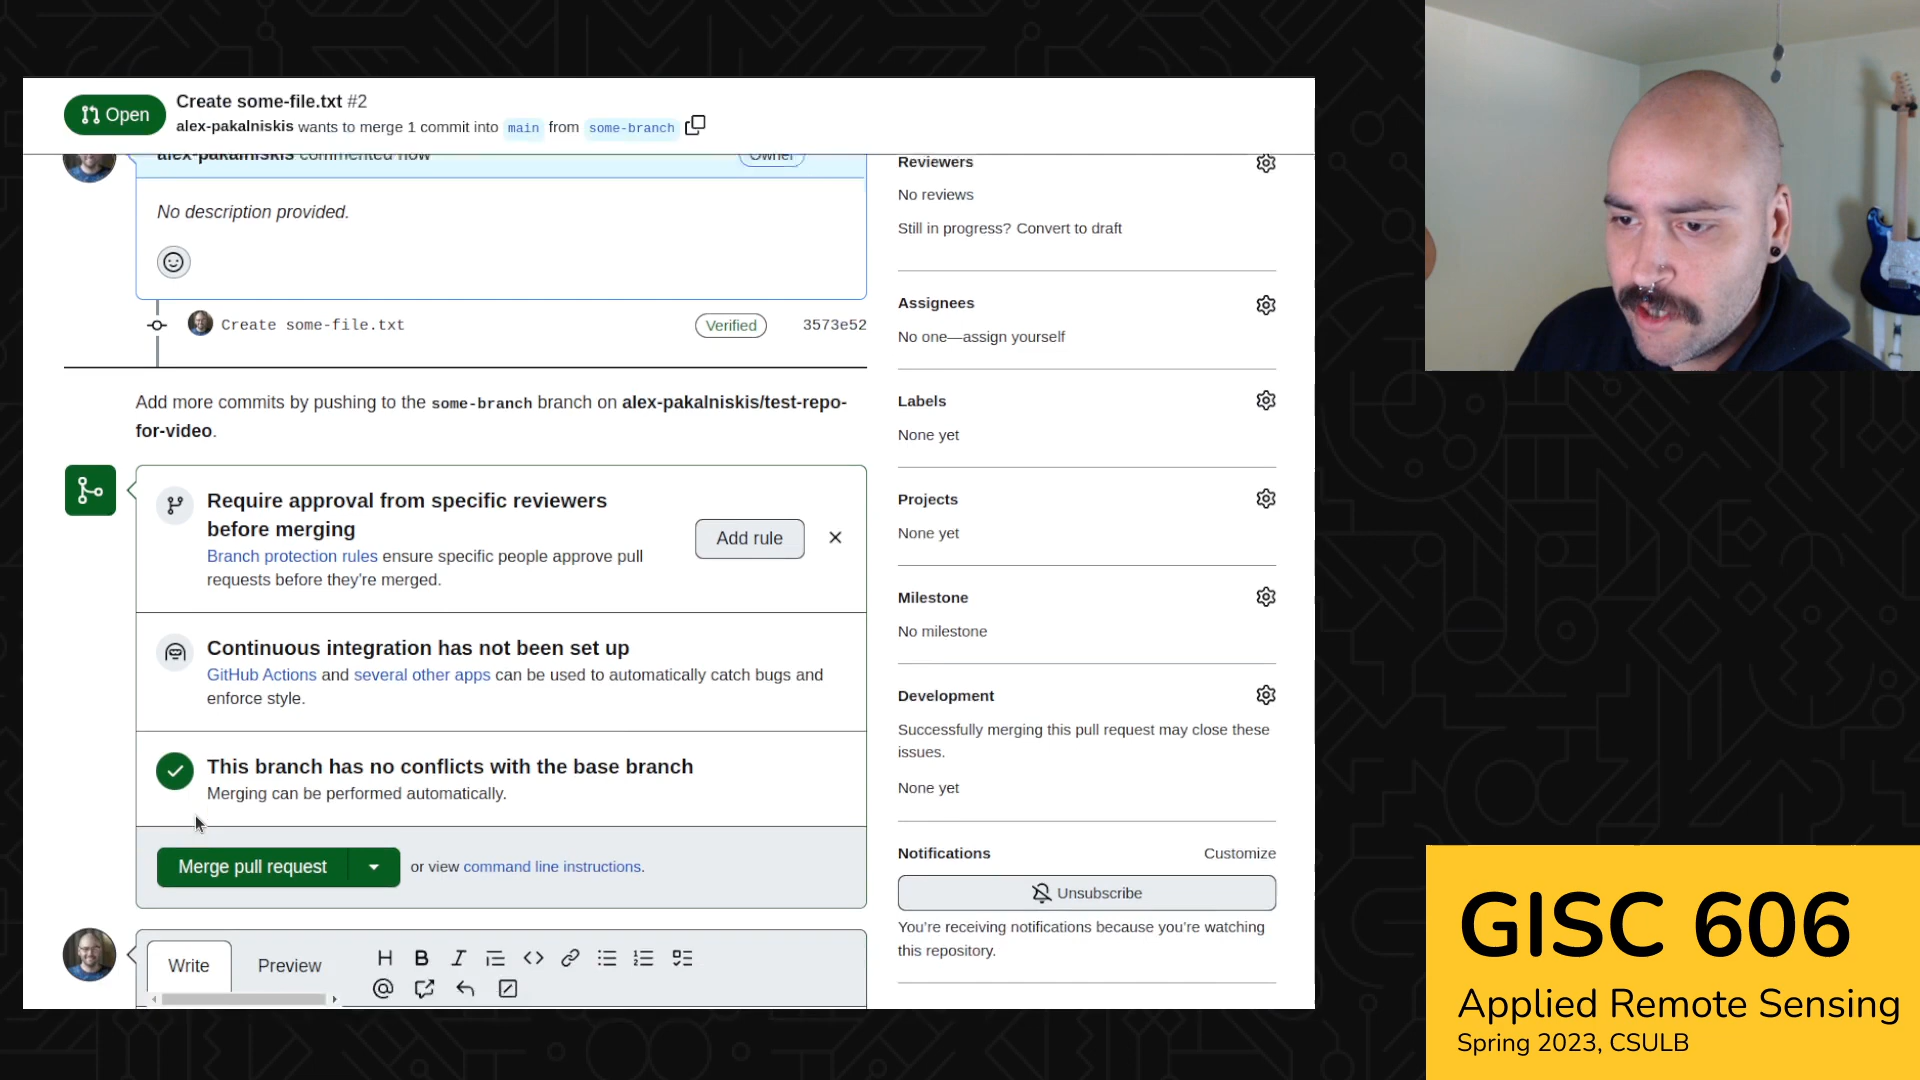 Open
Create some-file.txt #2
alex-pakalniskis wants to merge 1 commit into main from some-branch
alex-pakalniskis commented now
Owner
No description provided.
Create some-file.txt
Verified
3573e52
Add more commits by pushing to the some-branch branch on alex-pakalniskis/test-repo-
for-video.
Require approval from specific reviewers
before merging
Branch protection rules ensure specific people approve pull
requests before they're merged.
Add rule
Continuous integration has not been set up
GitHub Actions and several other apps can be used to automatically catch bugs and
enforce style.
This branch has no conflicts with the base branch
Merging can be performed automatically.
Merge pull request
or view command line instructions.
Write
Preview
Reviewers
No reviews
Still in progress? Convert to draft
Assignees
No one—assign yourself
Labels
None yet
Projects
None yet
Milestone
No milestone
Development
Successfully merging this pull request may close these
issues.
None yet
Notifications
Customize
Unsubscribe
You're receiving notifications because you're watching
this repository.
GISC 606
Applied Remote Sensing
Spring 2023, CSULB